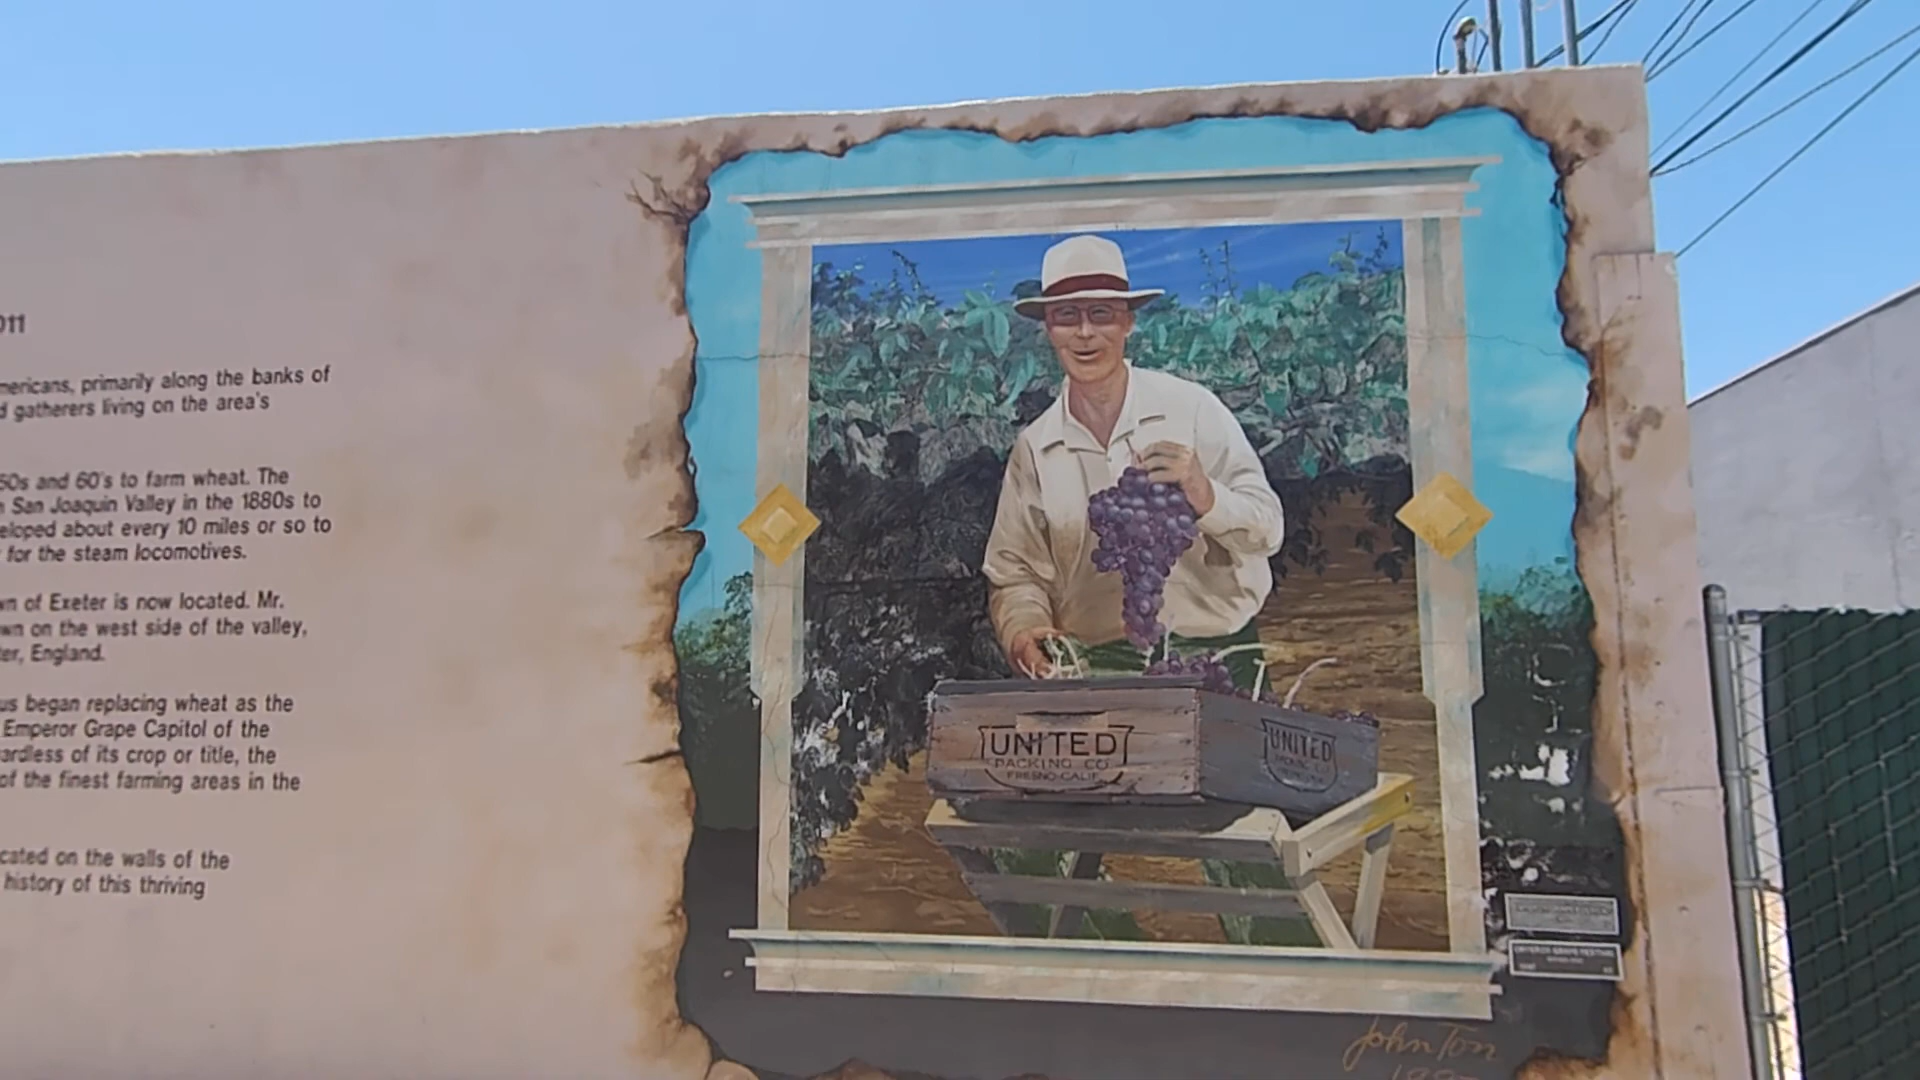 011
mericans, primarily along the banks of
d gatherers living on the area's
50s and 60's to farm wheat. The
n San Joaquin Valley in the 1880s to
eloped about every 10 miles or so to
for the steam locomotives.
wn of Exeter is now located. Mr.
wn on the west side of the valley,
ter, England.
us began replacing wheat as the
Emperor Grape Capitol of the
ardless of its crop or title, the
of the finest farming areas in the
cated on the walls of the
history of this thriving
UNITED
PACKING CO
FRESNO-CALIF.
UNITED
PACK'G CO
EMPEROR GRAPE FESTIVAL
John Ton